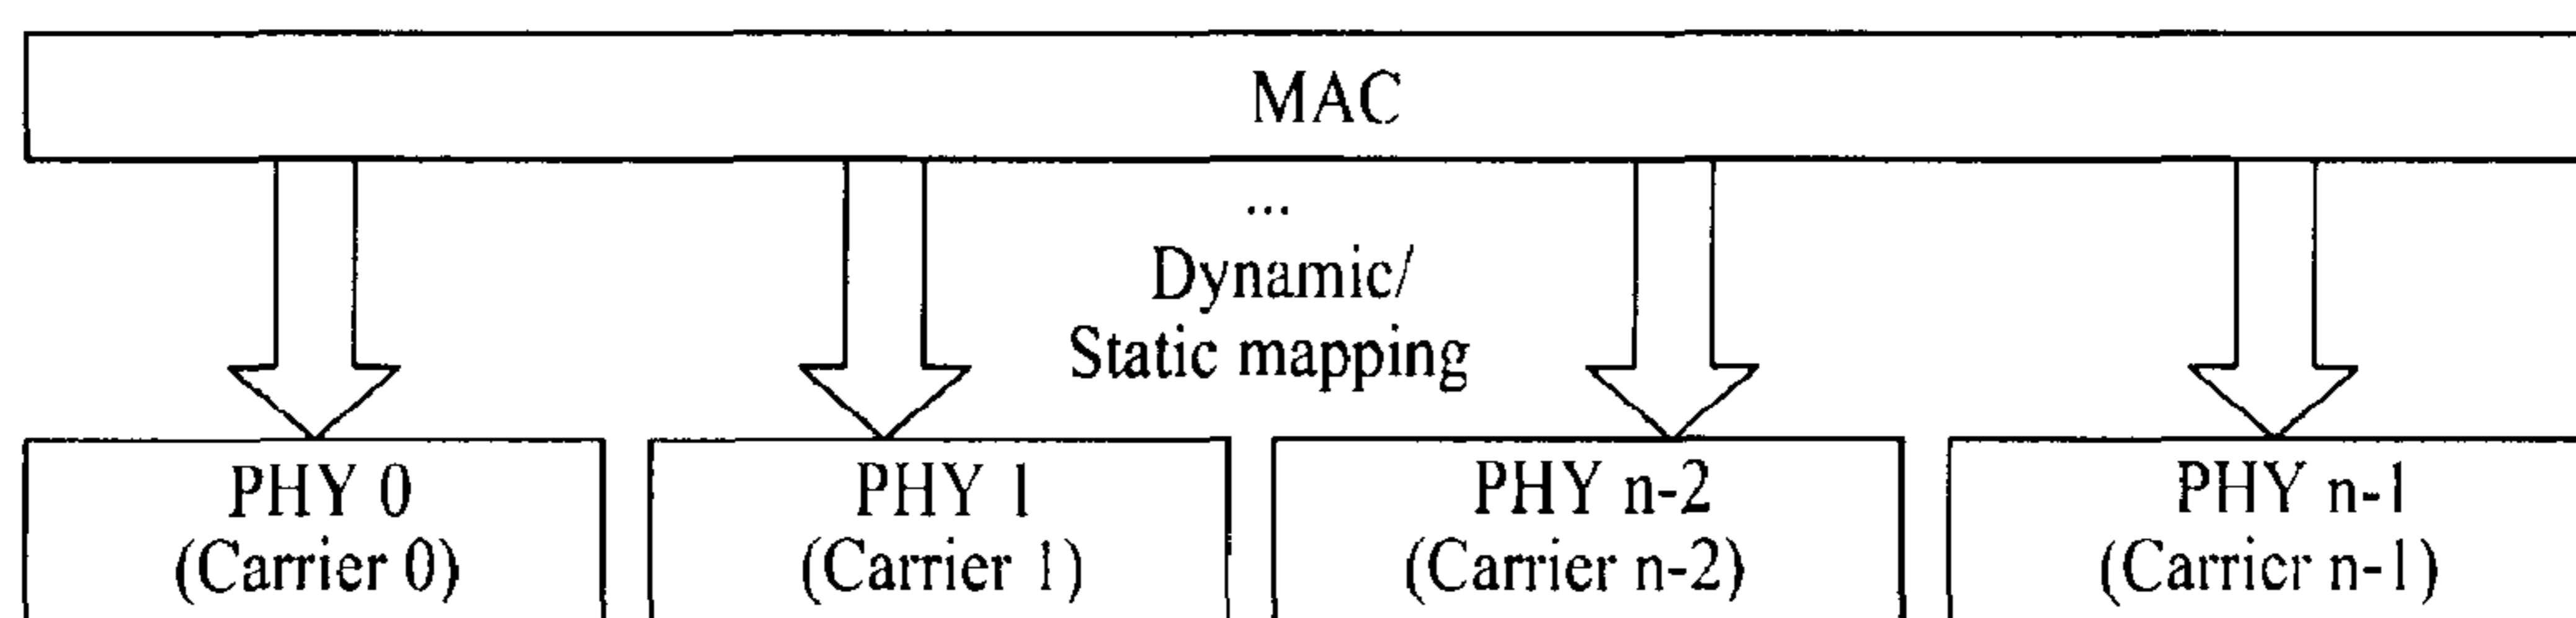 MAC
...
Dynamic/
Static mapping
PHY 0
(Carrier 0)
PHY 1
(Carrier 1)
PHY n-2
(Carrier n-2)
PHY n-1
(Carrier n-1)